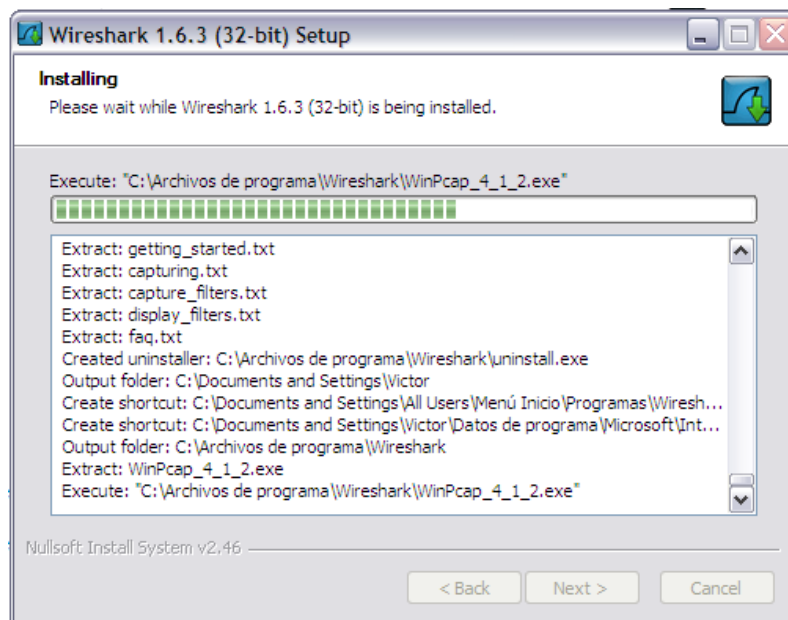 Wireshark 1.6.3 (32-bit) Setup
Installing
Please wait while Wireshark 1.6.3 (32-bit) is being installed.
Execute: "C:\Archivos de programa\Wireshark\WinPcap_4_1_2.exe"
Extract: getting_started.txt
Extract: capturing.txt
Extract: capture_filters.txt
Extract: display_filters.txt
Extract: faq.txt
Created uninstaller: C:\Archivos de programa\Wireshark\uninstall.exe
Output folder: C:\Documents and Settings\Victor
Create shortcut: C:\Documents and Settings\All Users\Menú Inicio\Programas\Wiresh...
Create shortcut: C:\Documents and Settings\Victor\Datos de programa\Microsoft\Int...
Output folder: C:\Archivos de programa\Wireshark
Extract: WinPcap_4_1_2.exe
Execute: "C:\Archivos de programa\Wireshark\WinPcap_4_1_2.exe"
Nullsoft Install System v2.46
< Back Next > Cancel